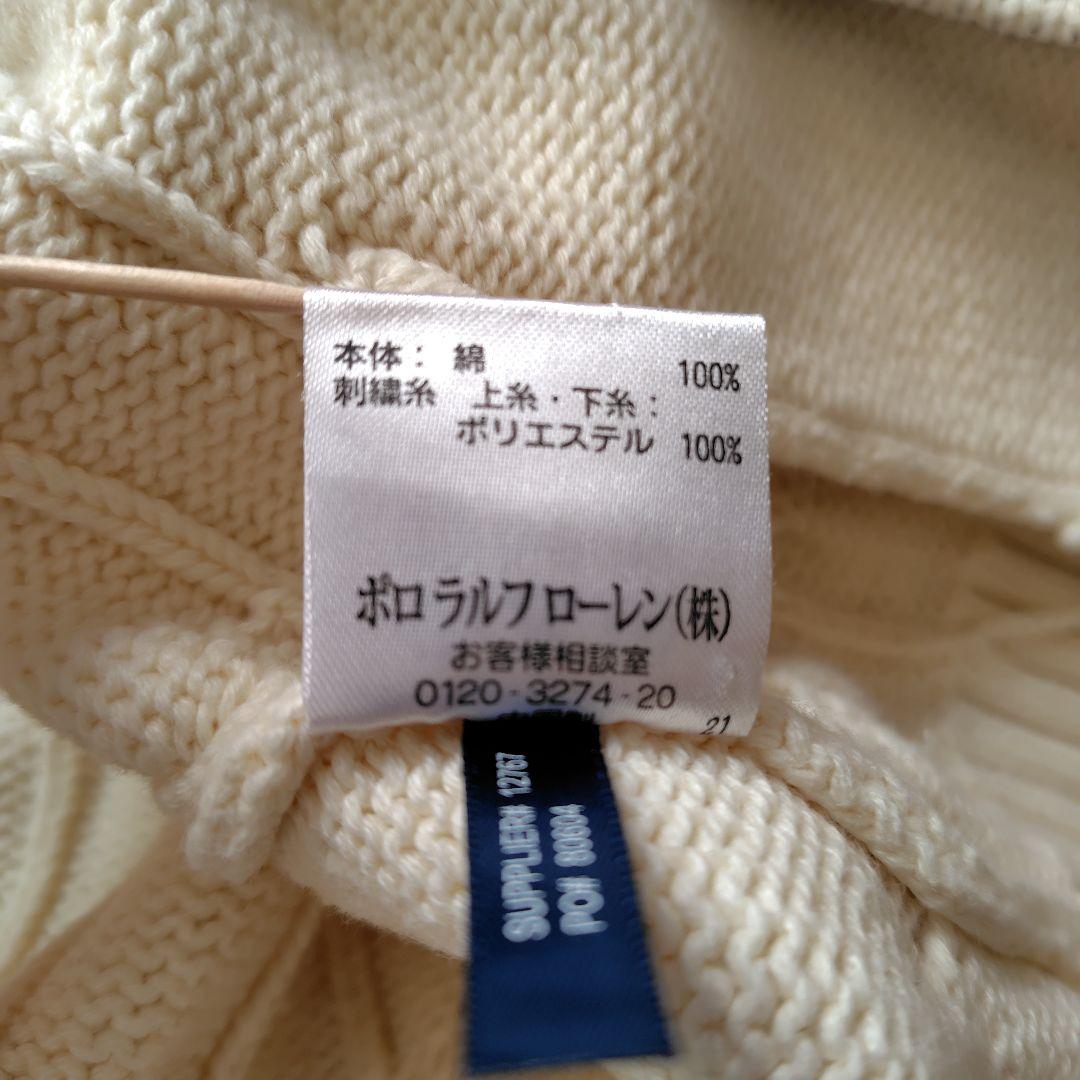 本体： 綿 100%
刺繍糸 上糸・下糸：
ポリエステル 100%
ポロ ラルフ ローレン(株)
お客様相談室
0120-3274-20
21
SUPPLIER# 12767
PO# 80604